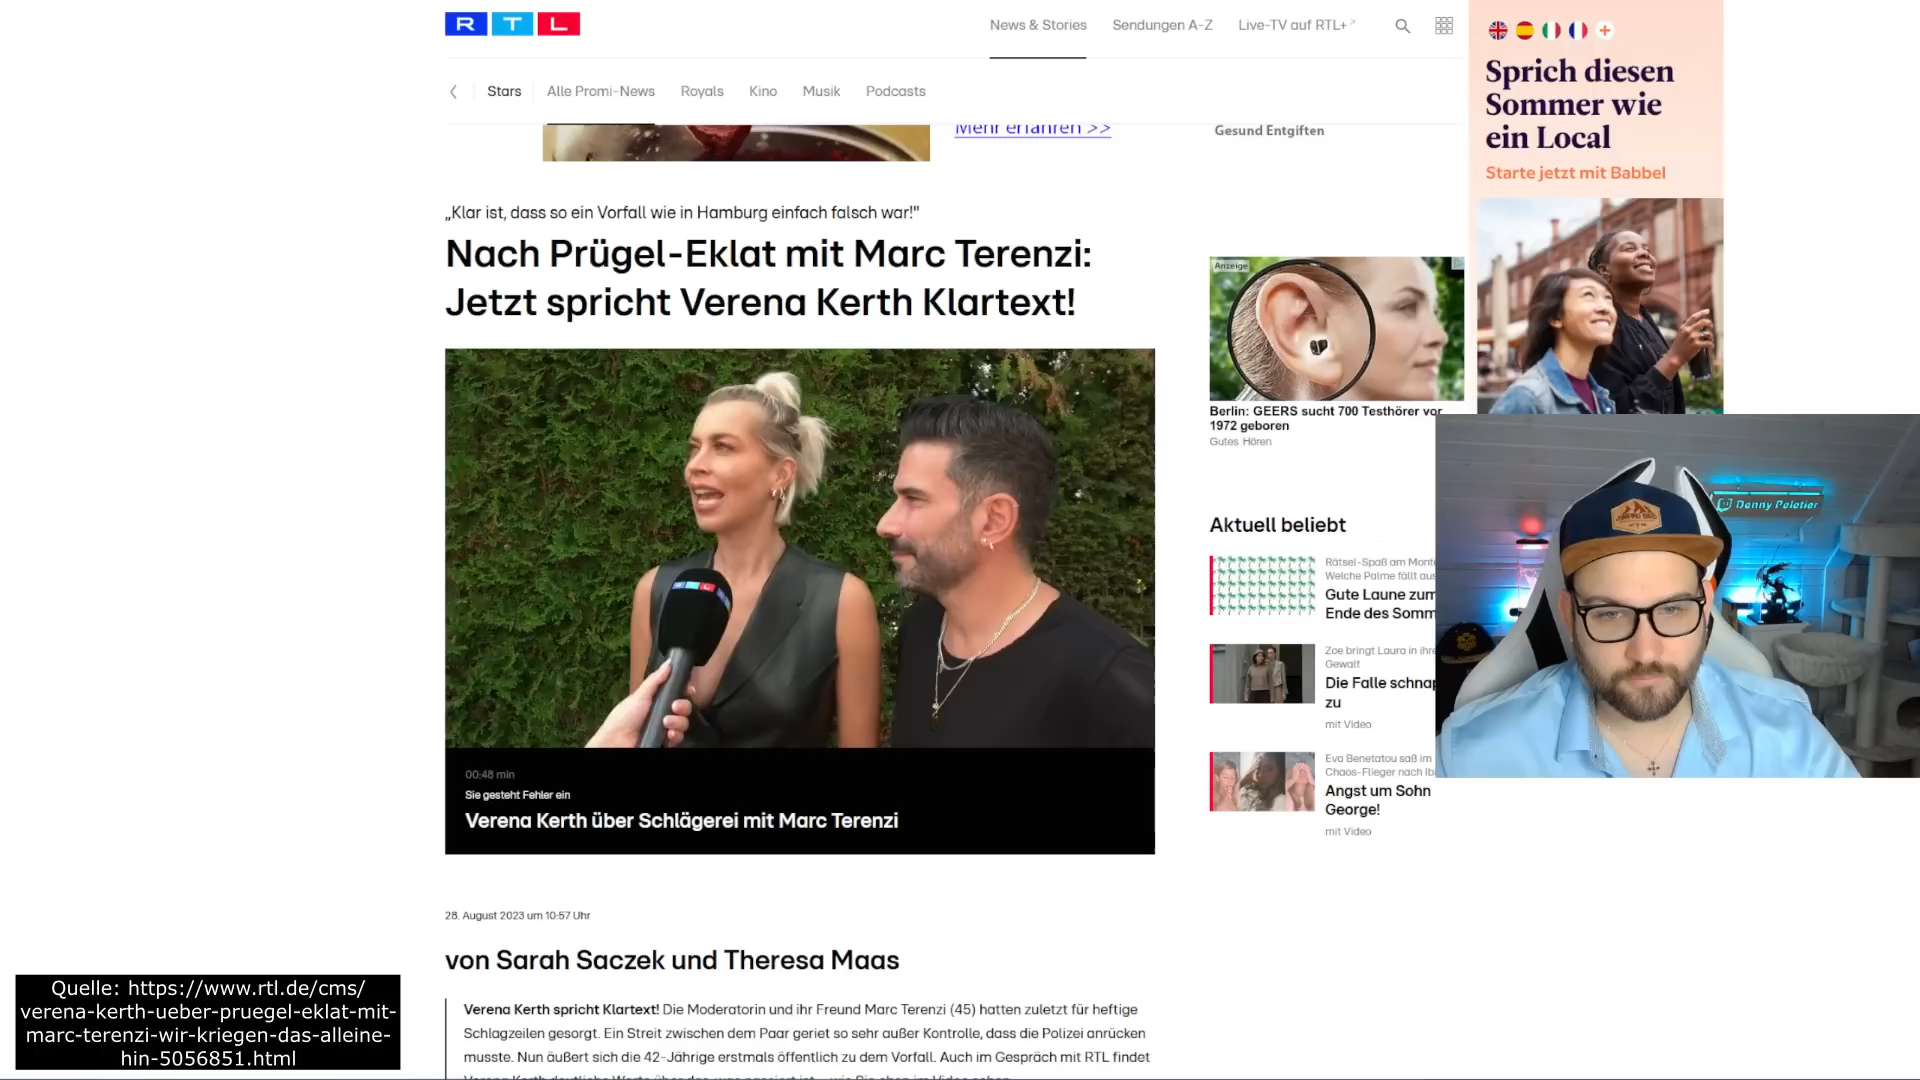 RTL
News & Stories
Sendungen A-Z
Live-TV auf RTL+
Stars
Alle Promi-News
Royals
Kino
Musik
Podcasts
Mehr erfahren >>
Gesund Entgiften
Sprich diesen
Sommer wie
ein Local
Starte jetzt mit Babbel
„Klar ist, dass so ein Vorfall wie in Hamburg einfach falsch war!"
Nach Prügel-Eklat mit Marc Terenzi:
Jetzt spricht Verena Kerth Klartext!
RTL
00:48 min
Sie gesteht Fehler ein
Verena Kerth über Schlägerei mit Marc Terenzi
Anzeige
Berlin: GEERS sucht 700 Testhörer vor
1972 geboren
Gutes Hören
Aktuell beliebt
Rätsel-Spaß am
Welche Palme fällt
Gute Laune zum
Ende des
Zoe bringt Laura in
Gewalt
Die Falle
zu
mit Video
Eva Benetatou saß im
Chaos-Flieger nach
Angst um Sohn
George!
mit Video
Danny Peletier
28. August 2023 um 10:57 Uhr
von Sarah Saczek und Theresa Maas
Verena Kerth spricht Klartext! Die Moderatorin und ihr Freund Marc Terenzi (45) hatten zuletzt für heftige
Schlagzeilen gesorgt. Ein Streit zwischen dem Paar geriet so sehr außer Kontrolle, dass die Polizei anrücken
musste. Nun äußert sich die 42-Jährige erstmals öffentlich zu dem Vorfall. Auch im Gespräch mit RTL findet
Quelle: https://www.rtl.de/cms/
verena-kerth-ueber-pruegel-eklat-mit-
marc-terenzi-wir-kriegen-das-alleine-
hin-5056851.html